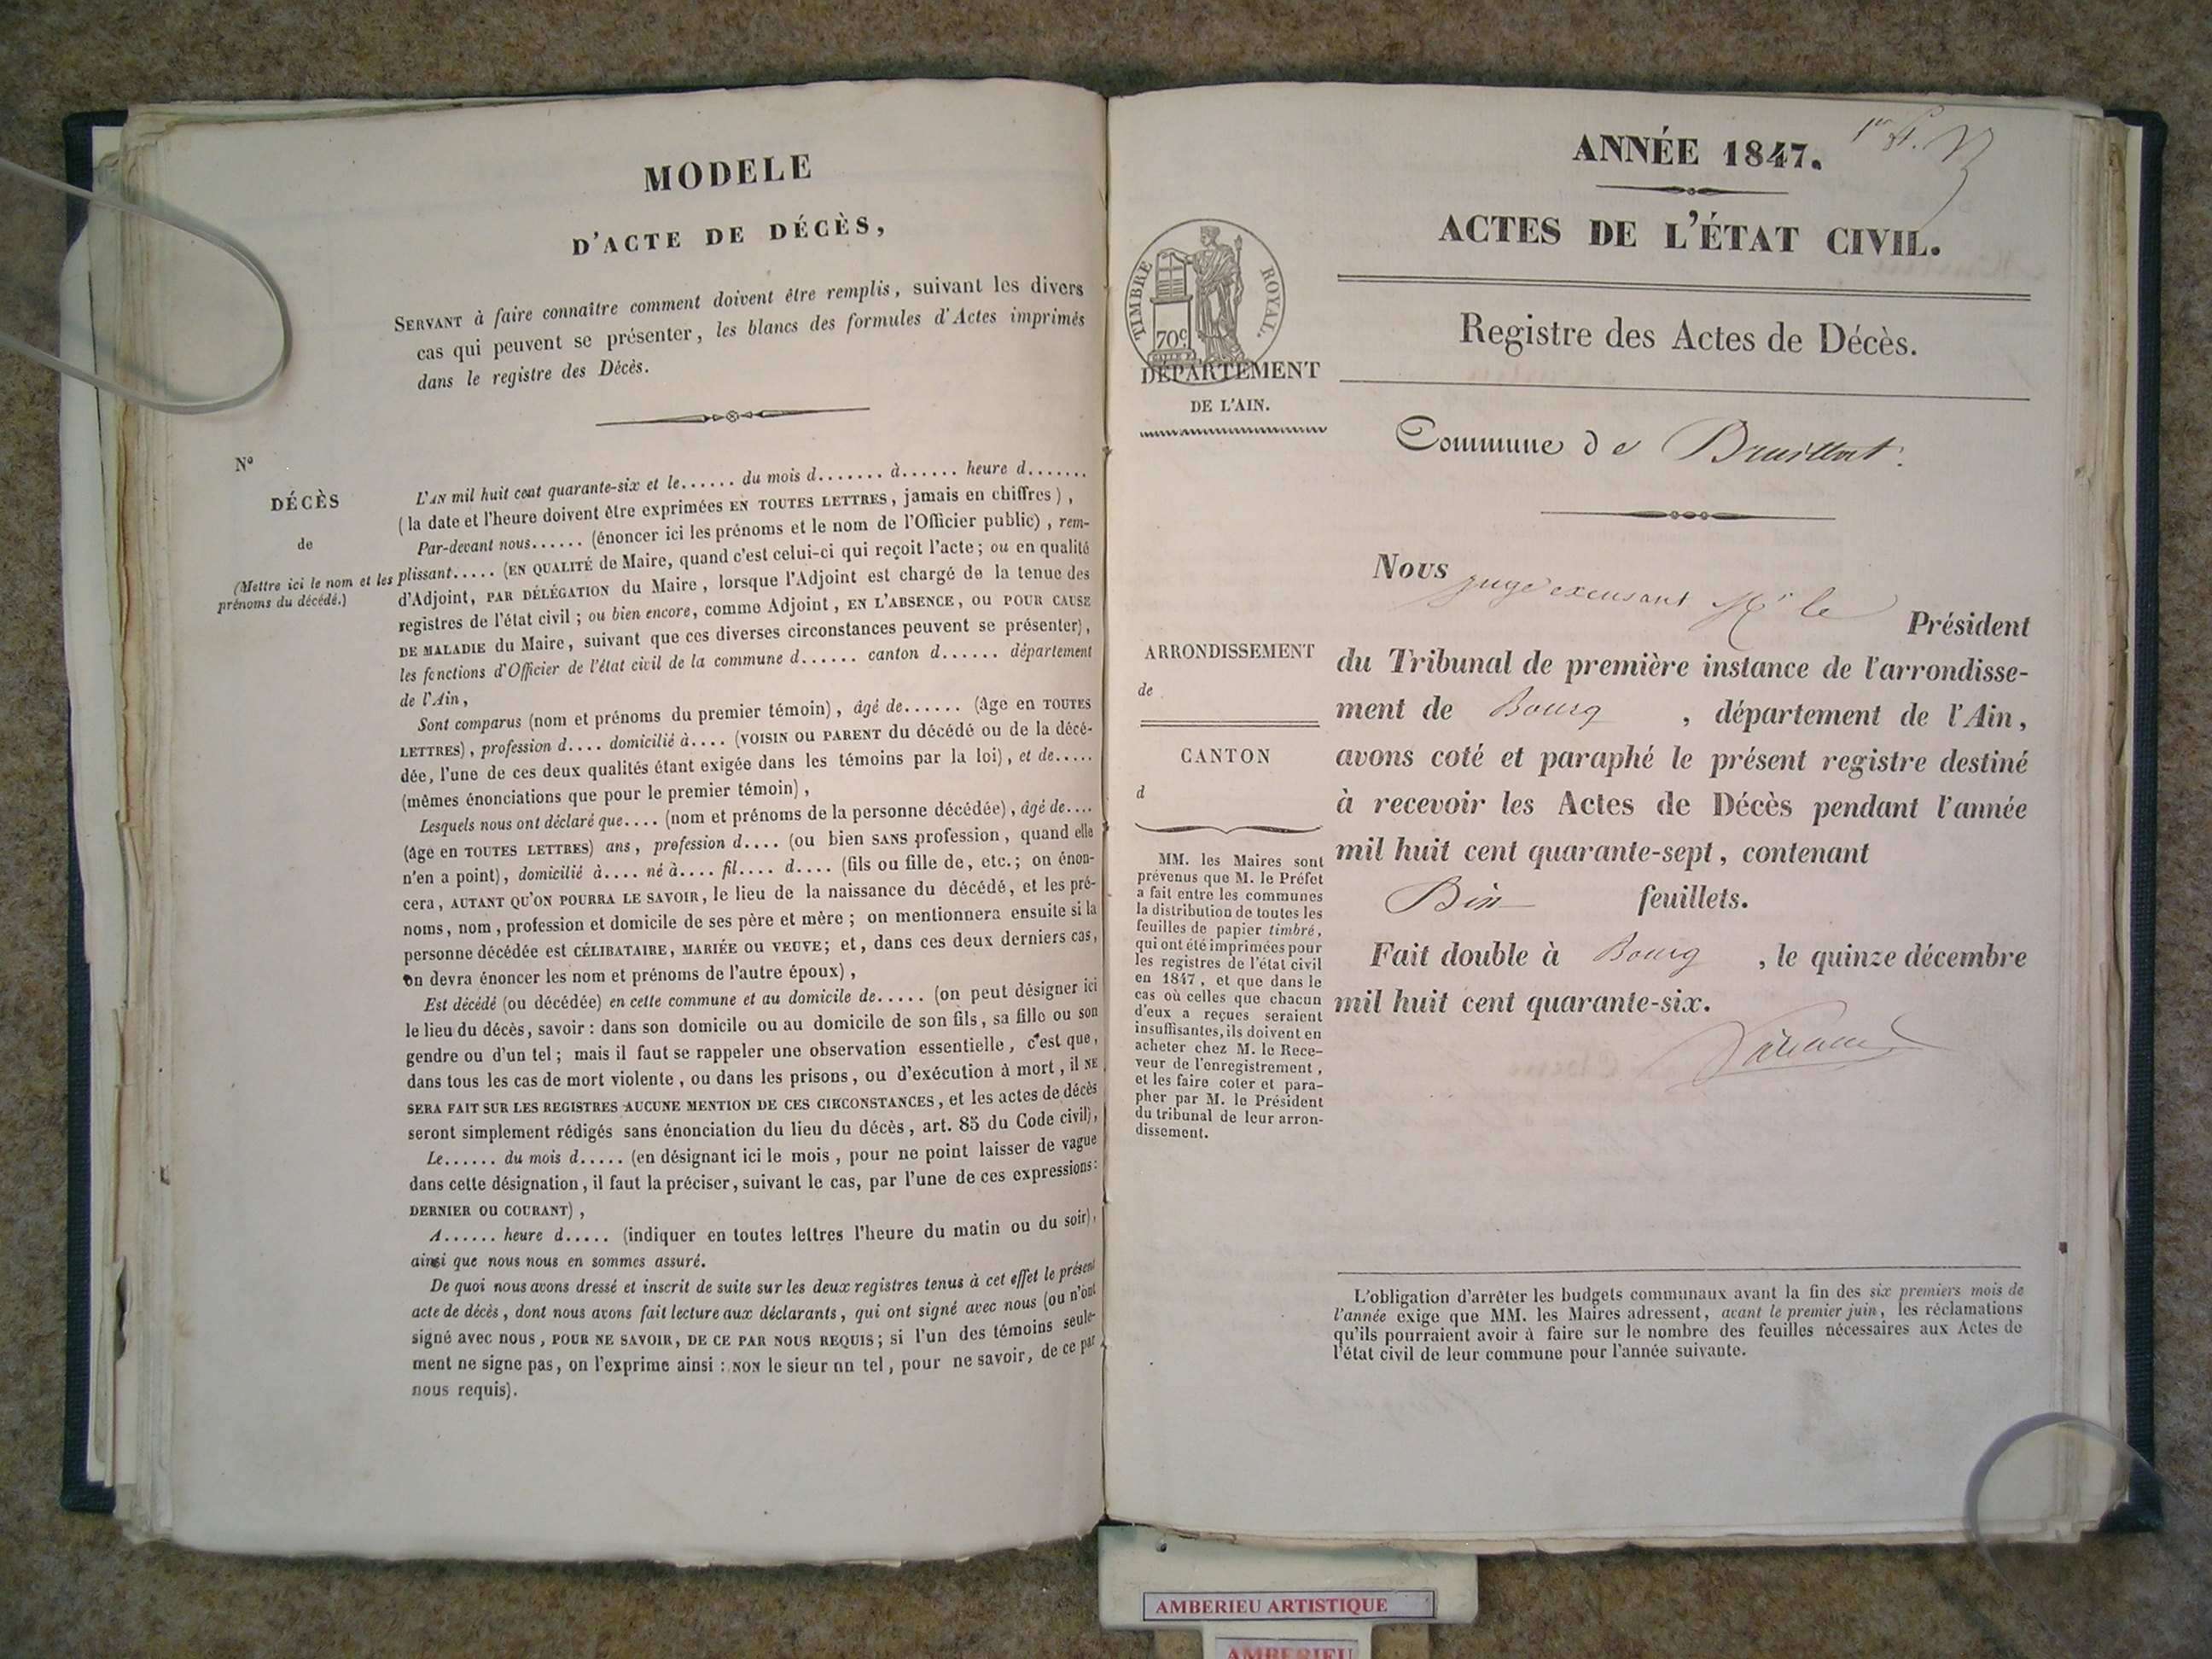 MODELE
D'ACTE DE DÉCÈS,
SERVANT à faire connaître comment doivent être remplis, suivant les divers
cas qui peuvent se présenter, les blancs des formules d'Actes imprimés
dans le registre des Décès.
N°
DÉCÈS
de
(Mettre ici le nom et les
prénoms du décédé.)
L'AN mil huit cent quarante-six et le...... du mois d....... à...... heure d.......
(la date et l'heure doivent être exprimées EN TOUTES LETTRES, jamais en chiffres),
Par-devant nous...... (énoncer ici les prénoms et le nom de l'Officier public), rem-
plissant..... (EN QUALITÉ de Maire, quand c'est celui-ci qui reçoit l'acte; ou en qualité
d'Adjoint, PAR DÉLÉGATION du Maire, lorsque l'Adjoint est chargé de la tenue des
registres de l'état civil; ou bien encore, comme Adjoint, EN L'ABSENCE, OU POUR CAUSE
DE MALADIE du Maire, suivant que ces diverses circonstances peuvent se présenter),
les fonctions d'Officier de l'état civil de la commune d...... canton d...... département
de l'Ain,
Sont comparus (nom et prénoms du premier témoin), âgé de...... (âge en TOUTES
LETTRES), profession d.... domicilié à.... (VOISIN OU PARENT du décédé ou de la décé-
dée, l'une de ces deux qualités étant exigée dans les témoins par la loi), et de.....
(mêmes énonciations que pour le premier témoin),
Lesquels nous ont déclaré que.... (nom et prénoms de la personne décédée), âgé de....
(âge en TOUTES LETTRES) ans, profession d.... (ou bien SANS profession, quand elle
n'en a point), domicilié à.... né à.... fil.... d.... (fils ou fille de, etc.; on énon-
cera, AUTANT QU'ON POURRA LE SAVOIR, le lieu de la naissance du décédé, et les pré-
noms, nom, profession et domicile de ses père et mère; on mentionnera ensuite si la
personne décédée est CÉLIBATAIRE, MARIÉE OU VEUVE; et, dans ces deux derniers cas,
on devra énoncer les nom et prénoms de l'autre époux),
Est décédé (ou décédée) en cette commune et au domicile de..... (on peut désigner ici
le lieu du décès, savoir: dans son domicile ou au domicile de son fils, sa fille ou son
gendre ou d'un tel; mais il faut se rappeler une observation essentielle, c'est que,
dans tous les cas de mort violente, ou dans les prisons, ou d'exécution à mort, il NE
SERA FAIT SUR LES REGISTRES AUCUNE MENTION DE CES CIRCONSTANCES, et les actes de décès
seront simplement rédigés sans énonciation du lieu du décès, art. 85 du Code civil),
Le...... du mois d..... (en désignant ici le mois, pour ne point laisser de vague
dans cette désignation, il faut la préciser, suivant le cas, par l'une de ces expressions:
DERNIER OU COURANT),
A...... heure d..... (indiquer en toutes lettres l'heure du matin ou du soir),
ainsi que nous nous en sommes assuré.
De quoi nous avons dressé et inscrit de suite sur les deux registres tenus à cet effet le présent
acte de décès, dont nous avons fait lecture aux déclarants, qui ont signé avec nous (ou n'ont
signé avec nous, POUR NE SAVOIR, DE CE PAR NOUS REQUIS; si l'un des témoins seule-
ment ne signe pas, on l'exprime ainsi: NON le sieur un tel, pour ne savoir, de ce par
nous requis).
ANNÉE 1847.
ACTES DE L'ÉTAT CIVIL.
TIMBRE ROYAL.
70c
DÉPARTEMENT
DE L'AIN.
Registre des Actes de Décès.
Commune de Druillat.
ARRONDISSEMENT
de
CANTON
d
MM. les Maires sont
prévenus que M. le Préfet
a fait entre les communes
la distribution de toutes les
feuilles de papier timbré,
qui ont été imprimées pour
les registres de l'état civil
en 1847, et que dans le
cas où celles que chacun
d'eux a reçues seraient
insuffisantes, ils doivent en
acheter chez M. le Rece-
veur de l'enregistrement,
et les faire coter et para-
pher par M. le Président
du tribunal de leur arron-
dissement.
Nous juge excusant Mr le Président
du Tribunal de première instance de l'arrondisse-
ment de Bourg, département de l'Ain,
avons coté et paraphé le présent registre destiné
à recevoir les Actes de Décès pendant l'année
mil huit cent quarante-sept, contenant
feuillets.
Fait double à Bourg, le quinze décembre
mil huit cent quarante-six.
L'obligation d'arrêter les budgets communaux avant la fin des six premiers mois de
l'année exige que MM. les Maires adressent, avant le premier juin, les réclamations
qu'ils pourraient avoir à faire sur le nombre des feuilles nécessaires aux Actes de
l'état civil de leur commune pour l'année suivante.
AMBERIEU ARTISTIQUE
AMBERIEU